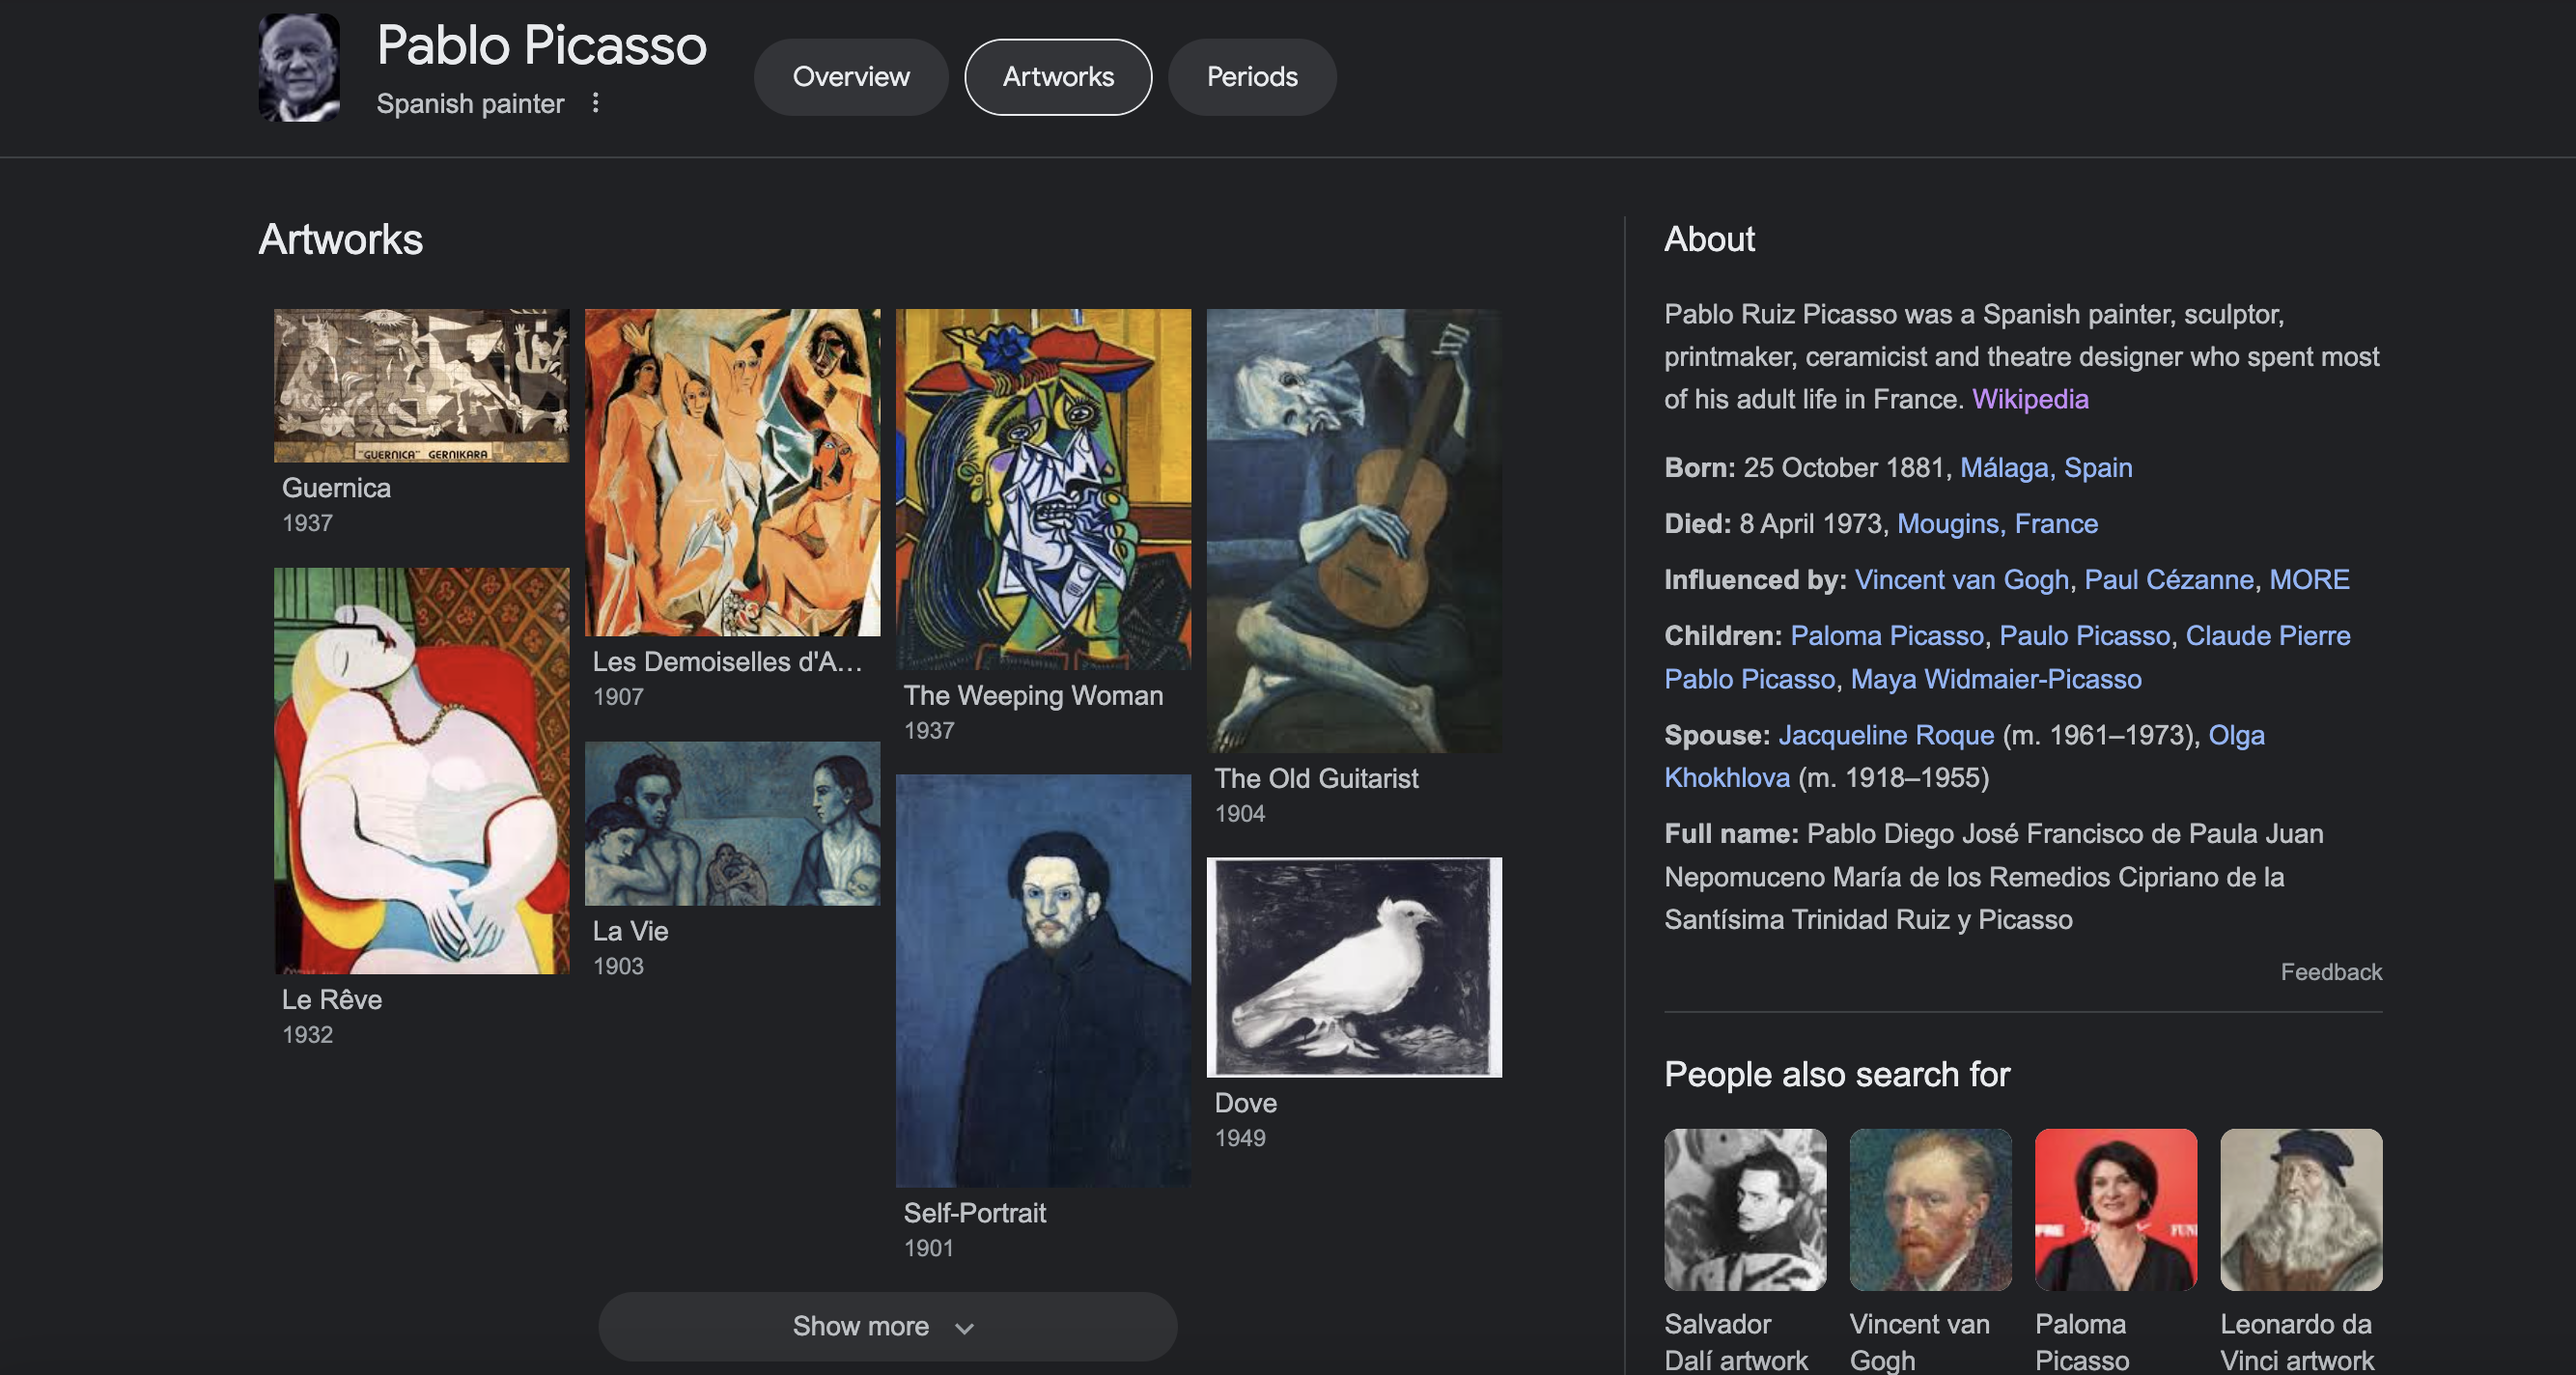 Pablo Picasso
Spanish painter
Overview
Artworks
Periods
Artworks
"GUERNICA" GERNIKARA
Guernica
1937
Les Demoiselles d'A...
1907
The Weeping Woman
1937
The Old Guitarist
1904
Le Rêve
1932
La Vie
1903
Self-Portrait
1901
Dove
1949
Show more
About
Pablo Ruiz Picasso was a Spanish painter, sculptor,
printmaker, ceramicist and theatre designer who spent most
of his adult life in France. Wikipedia
Born: 25 October 1881, Málaga, Spain
Died: 8 April 1973, Mougins, France
Influenced by: Vincent van Gogh, Paul Cézanne, MORE
Children: Paloma Picasso, Paulo Picasso, Claude Pierre
Pablo Picasso, Maya Widmaier-Picasso
Spouse: Jacqueline Roque (m. 1961–1973), Olga
Khokhlova (m. 1918–1955)
Full name: Pablo Diego José Francisco de Paula Juan
Nepomuceno María de los Remedios Cipriano de la
Santísima Trinidad Ruiz y Picasso
Feedback
People also search for
Salvador
Dalí artwork
Vincent van
Gogh
Paloma
Picasso
Leonardo da
Vinci artwork